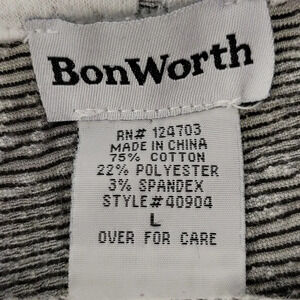 BonWorth
RN# 124703
MADE IN CHINA
75% COTTON
22% POLYESTER
3% SPANDEX
STYLE#40904
L
OVER FOR CARE